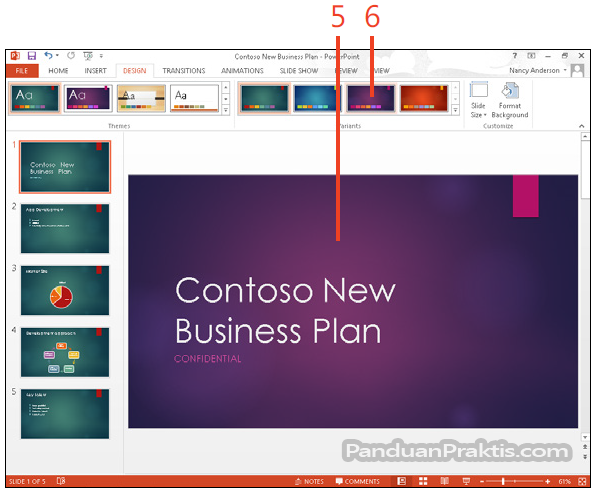 5 6
Contoso New Business Plan - PowerPoint
?
FILE HOME INSERT DESIGN TRANSITIONS ANIMATIONS SLIDE SHOW REVIEW VIEW Nancy Anderson
Aa Aa Aa Aa
Slide Size Format Background
Themes Variants Customize
1
Contoso New
Business Plan
2
3
4
Development Approach
5
Contoso New
Business Plan
CONFIDENTIAL
PanduanPraktis.com
SLIDE 1 OF 5 NOTES COMMENTS 61%